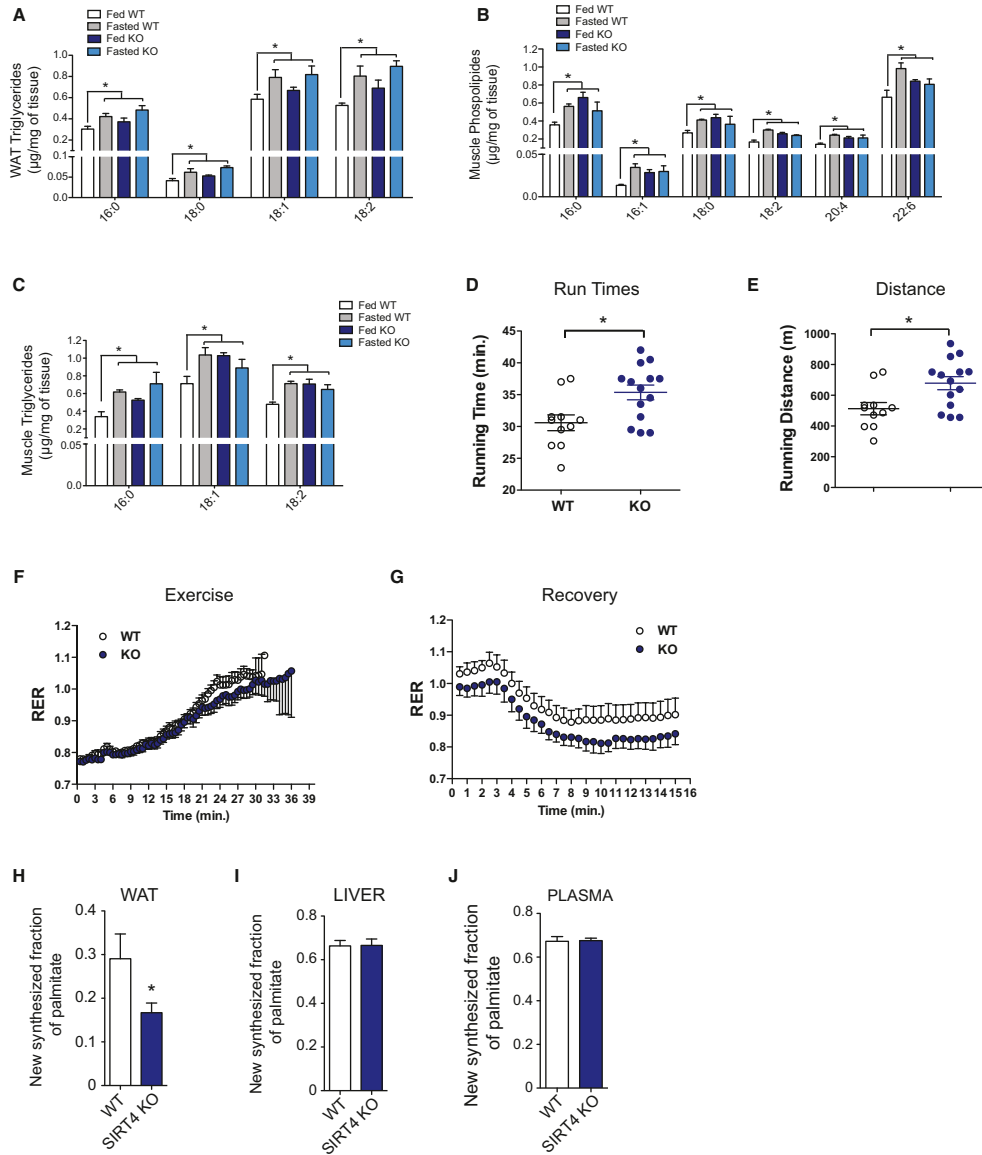 A
Fed WT
Fasted WT
Fed KO
Fasted KO
WAT Triglycerides
(µg/mg of tissue)
1.0
0.8
0.6
0.4
0.2
0.1
0.05
0.0
*
*
*
*
16:0
18:0
18:1
18:2
B
Fed WT
Fasted WT
Fed KO
Fasted KO
Muscle Phospolipides
(µg/mg of tissue)
1.2
1.0
0.8
0.6
0.4
0.2
0.05
0.0
*
*
*
*
*
*
16:0
16:1
18:0
18:2
20:4
22:6
C
Fed WT
Fasted WT
Fed KO
Fasted KO
Muscle Triglycerides
(µg/mg of tissue)
1.2
1.0
0.8
0.6
0.4
0.2
0.05
0.0
*
*
*
16:0
18:1
18:2
D
Run Times
Running Time (min.)
45
40
35
30
25
20
*
WT
KO
E
Distance
Running Distance (m)
1000
800
600
400
200
0
*
F
Exercise
WT
KO
RER
1.2
1.1
1.0
0.9
0.8
0.7
0 3 6 9 12 15 18 21 24 27 30 33 36 39
Time (min.)
G
Recovery
WT
KO
RER
1.2
1.1
1.0
0.9
0.8
0.7
0 1 2 3 4 5 6 7 8 9 10 11 12 13 14 15 16
Time (min.)
H
WAT
New synthesized fraction
of palmitate
0.4
0.3
0.2
0.1
0
*
WT
SIRT4 KO
I
LIVER
New synthesized fraction
of palmitate
0.8
0.6
0.4
0.2
0
WT
SIRT4 KO
J
PLASMA
New synthesized fraction
of palmitate
0.8
0.6
0.4
0.2
0
WT
SIRT4 KO